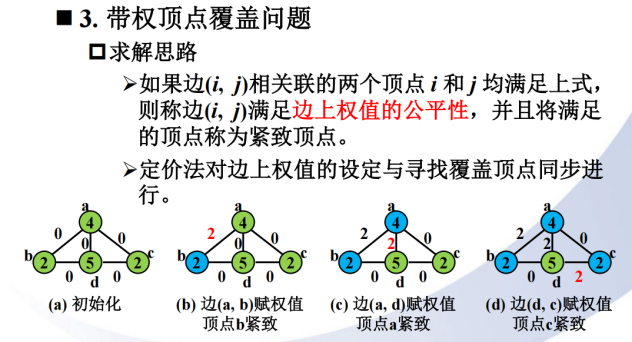 ■ 3. 带权顶点覆盖问题
□求解思路
➢如果边(i, j)相关联的两个顶点 i 和 j 均满足上式，
则称边(i, j)满足边上权值的公平性，并且将满足
的顶点称为紧致顶点。
➢定价法对边上权值的设定与寻找覆盖顶点同步进
行。
a a a a
4 4 4 4
0 0 0 2 0 0 2 2 0 2 2 0
b 2 5 2 c b 2 5 2 c b 2 5 2 c b 2 5 2 c
0 d 0 0 d 0 0 d 0 0 d 2
(a) 初始化 (b) 边(a, b)赋权值 (c) 边(a, d)赋权值 (d) 边(d, c)赋权值
顶点b紧致 顶点a紧致 顶点c紧致